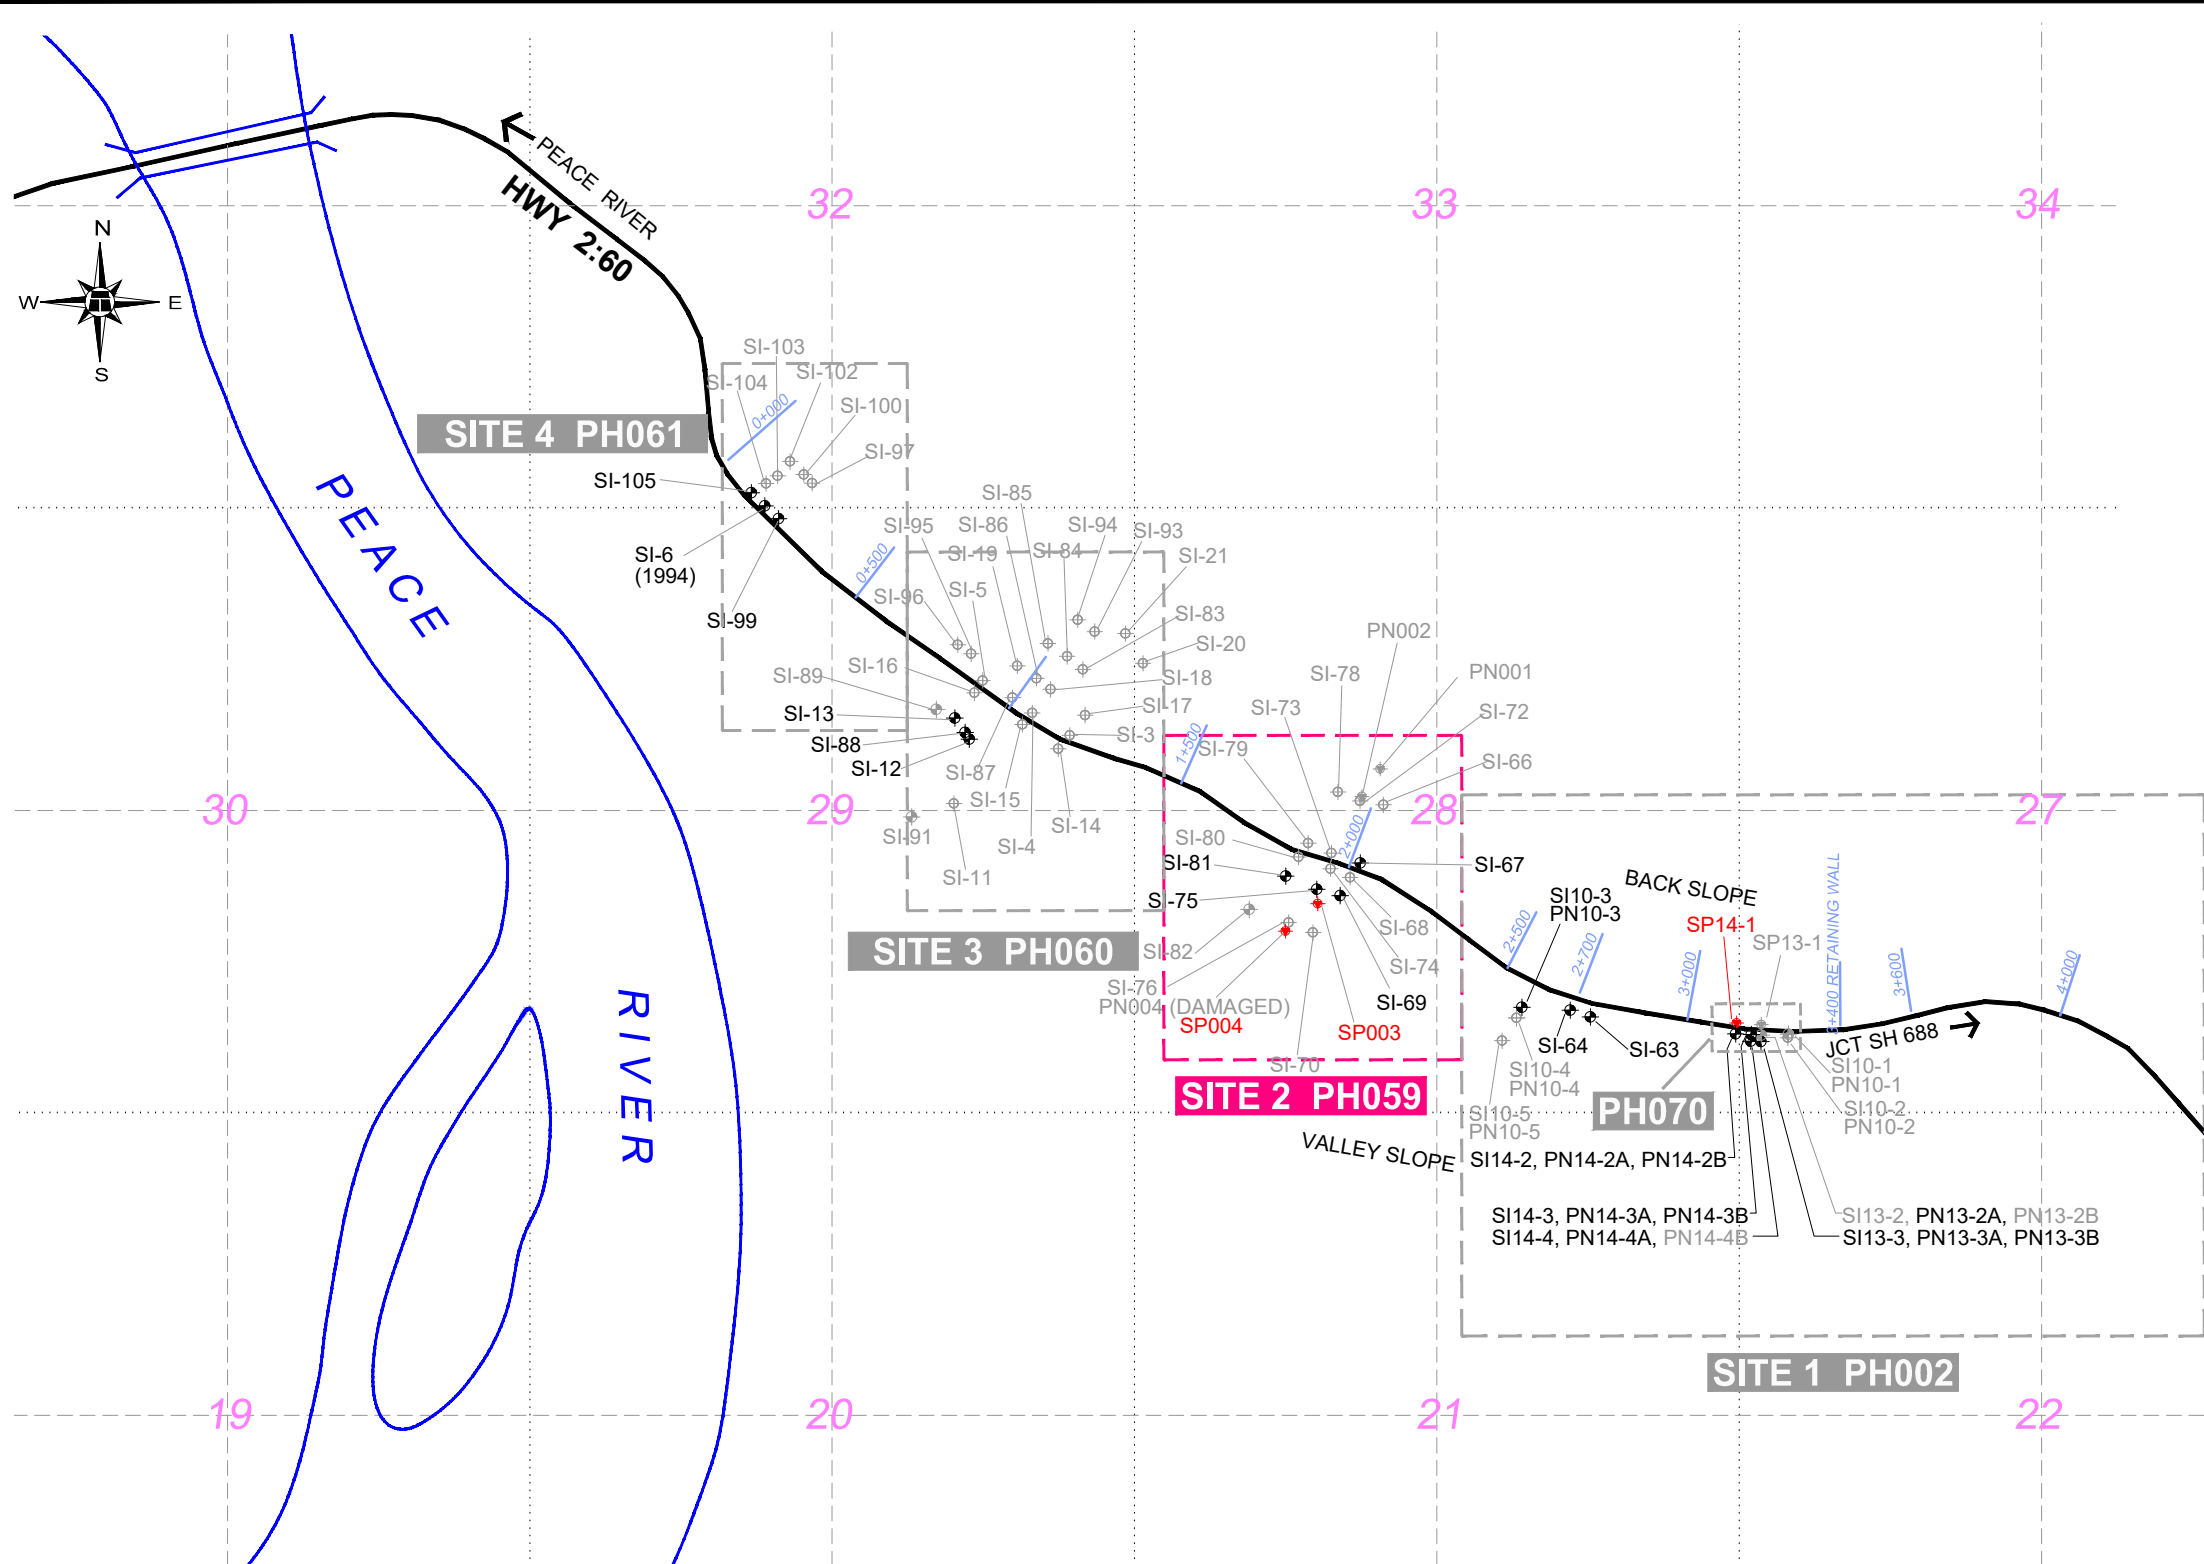 PEACE RIVER
HWY 2:60
32
33
34
N
W
E
S
SI-103
SI-102
SI-104
0+000
SI-100
SITE 4 PH061
SI-97
SI-105
SI-6
(1994)
SI-99
PEACE
RIVER
0+500
SI-85
SI-95
SI-86
SI-94
SI-93
SI-19
SI-84
SI-21
SI-96
SI-5
SI-83
SI-20
SI-16
SI-89
SI-18
SI-13
SI-17
SI-88
SI-3
SI-12
SI-87
SI-15
SI-14
SI-91
SI-4
SI-11
30
29
28
27
SITE 3 PH060
PN002
SI-78
PN001
SI-73
SI-72
1+500
SI-79
SI-66
2+000
SI-80
SI-81
SI-67
SI-75
SI-68
SI-82
SI-74
SI-76
PN004 (DAMAGED)
SI-69
SP004
SP003
SI-70
SITE 2 PH059
VALLEY SLOPE
BACK SLOPE
SI10-3
PN10-3
2+500
2+700
3+000
SP14-1
SP13-1
3+400 RETAINING WALL
3+600
4+000
JCT SH 688
SI-64
SI-63
SI10-4
PN10-4
SI10-5
PN10-5
PH070
SI10-1
PN10-1
SI10-2
PN10-2
SI14-2, PN14-2A, PN14-2B
SI14-3, PN14-3A, PN14-3B
SI14-4, PN14-4A, PN14-4B
SI13-2, PN13-2A, PN13-2B
SI13-3, PN13-3A, PN13-3B
SITE 1 PH002
19
20
21
22